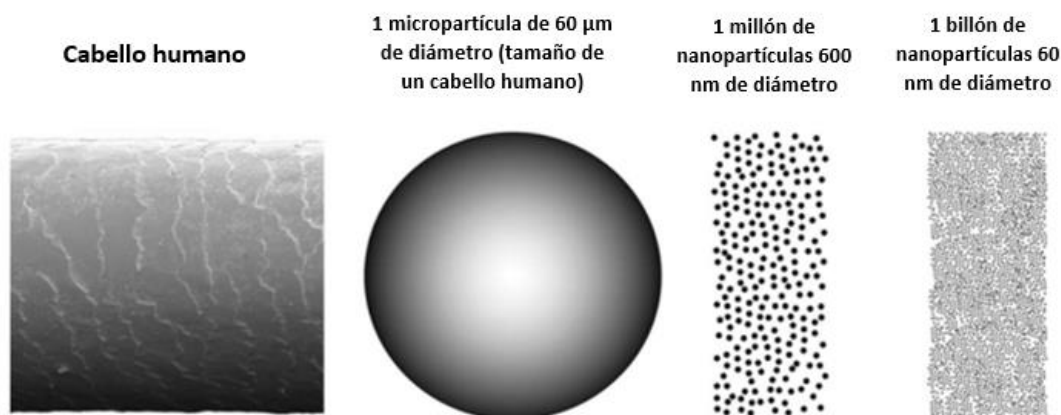 Cabello humano
1 micropartícula de 60 µm
de diámetro (tamaño de
un cabello humano)
1 millón de
nanopartículas 600
nm de diámetro
1 billón de
nanopartículas 60
nm de diámetro